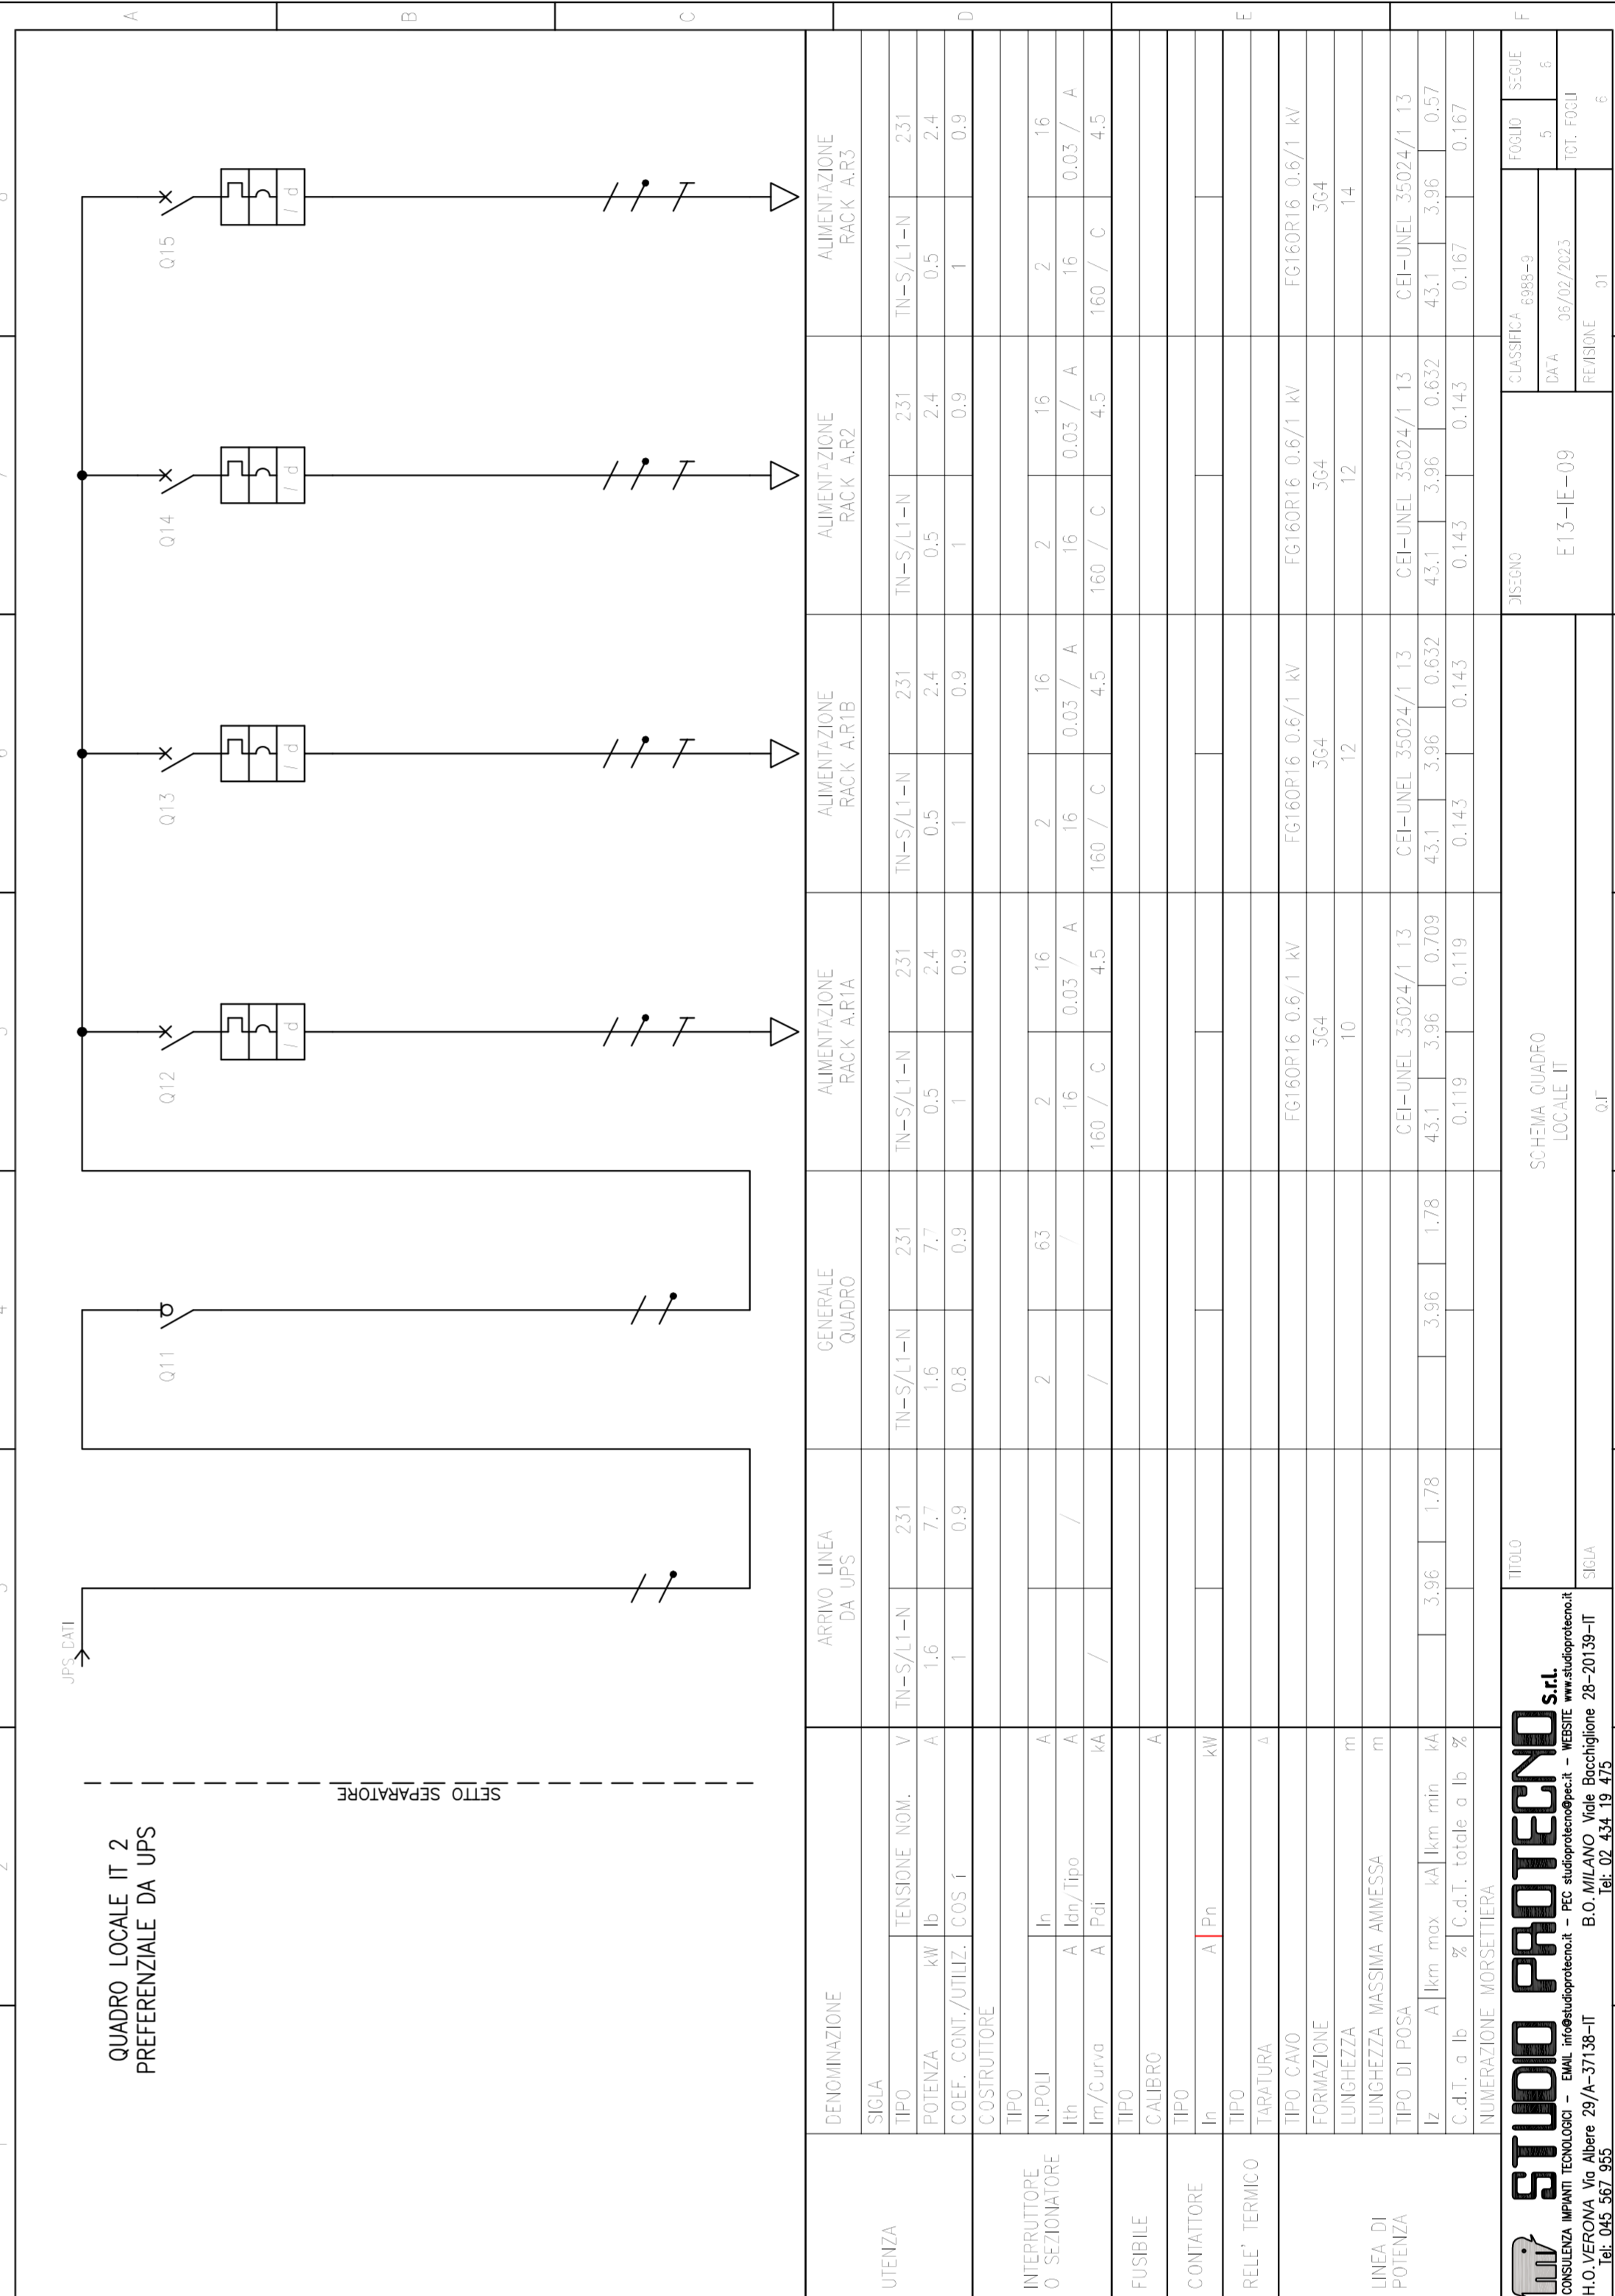 1 2 3 4 5 6 7 8
A
B
C
D
E
F
QUADRO LOCALE IT 2
PREFERENZIALE DA UPS
SETTO SEPARATORE
Q11 Q12 Q13 Q14 Q15
/ d / d / d / d
DENOMINAZIONE
ARRIVO LINEA
DA UPS
GENERALE
QUADRO
ALIMENTAZIONE
RACK A.R1A
ALIMENTAZIONE
RACK A.R1B
ALIMENTAZIONE
RACK A.R2
ALIMENTAZIONE
RACK A.R3
UTENZA
SIGLA
TIPO TENSIONE NOM. V TN-S/L1-N 231 TN-S/L1-N 231 TN-S/L1-N 231 TN-S/L1-N 231 TN-S/L1-N 231 TN-S/L1-N 231
POTENZA kW Ib A 1.6 7.7 1.6 7.7 0.5 2.4 0.5 2.4 0.5 2.4 0.5 2.4
COEF. CONT./UTILIZ. COS 1 0.9 0.8 0.9 1 0.9 1 0.9 1 0.9 1 0.9
INTERRUTTORE
O SEZIONATORE
COSTRUTTORE
TIPO
N.POLI In A 2 63 2 16 2 16 2 16 2 16
Ith A Idn/Tipo A / / 16 0.03 / A 16 0.03 / A 16 0.03 / A 16 0.03 / A
Im/Curva A Pdi kA / / 160 / C 4.5 160 / C 4.5 160 / C 4.5 160 / C 4.5
FUSIBILE
TIPO
CALIBRO A
CONTATTORE
TIPO
In A Pn kW
RELE' TERMICO
TIPO
TARATURA A
LINEA DI
POTENZA
TIPO CAVO FG16OR16 0.6/1 kV FG16OR16 0.6/1 kV FG16OR16 0.6/1 kV FG16OR16 0.6/1 kV
FORMAZIONE 3G4 3G4 3G4 3G4
LUNGHEZZA m 10 12 12 14
LUNGHEZZA MASSIMA AMMESSA m
TIPO DI POSA CEI-UNEL 35024/1 13 CEI-UNEL 35024/1 13 CEI-UNEL 35024/1 13 CEI-UNEL 35024/1 13
Iz A Ikm max kA Ikm min kA 3.96 1.78 3.96 1.78 43.1 3.96 0.709 43.1 3.96 0.632 43.1 3.96 0.632 43.1 3.96 0.57
C.d.T. a Ib % C.d.T. totale a Ib % 0.119 0.119 0.143 0.143 0.143 0.143 0.167 0.167
NUMERAZIONE MORSETTIERA
STUDIO PROTECNO s.r.l.
CONSULENZA IMPIANTI TECNOLOGICI - EMAIL info@studioprotecno.it - PEC studioprotecno@pec.it - WEBSITE www.studioprotecno.it
H.O. VERONA Via Albere 29/A-37138-IT B.O. MILANO Viale Bacchiglione 28-20139-IT
Tel: 045 567 955 Tel: 02 434 19 475
TITOLO
SCHEMA QUADRO
LOCALE IT
SIGLA
DISEGNO
E13-IE-09
CLASSIFICA 6988-9
DATA
06/02/2023
REVISIONE
01
FOGLIO
5
SEGUE
6
TOT. FOGLI
6